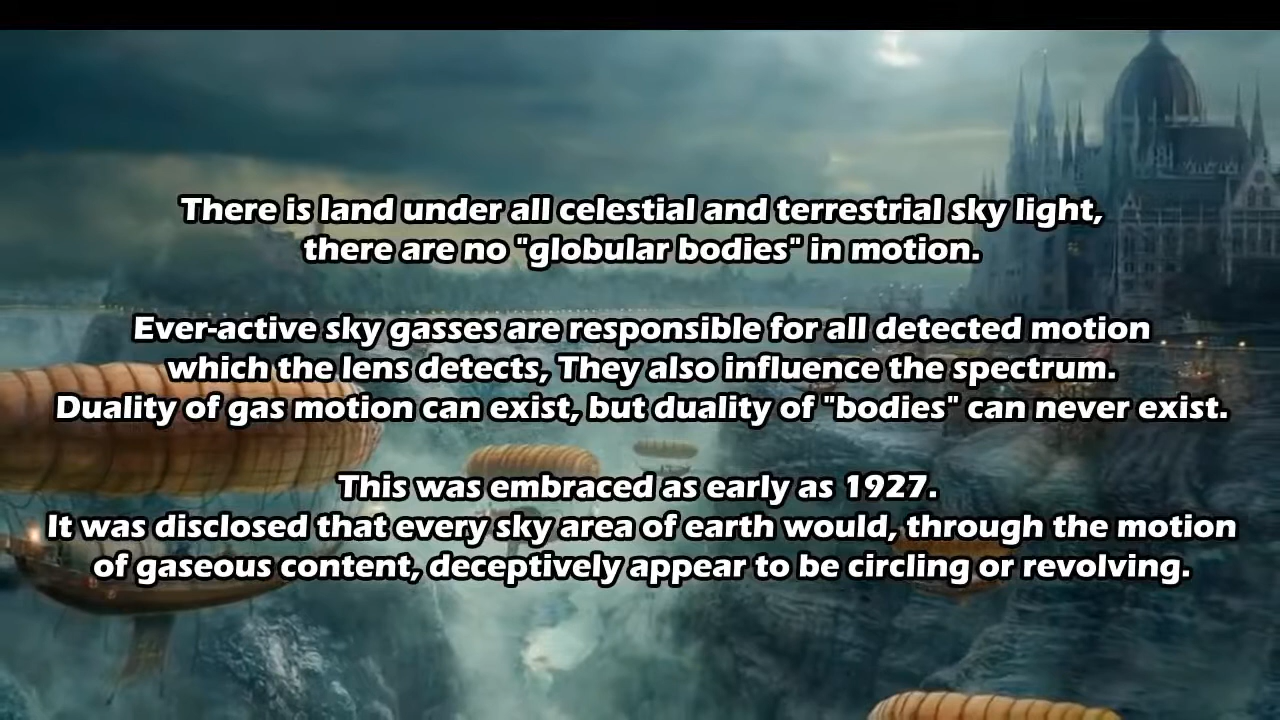 There is land under all celestial and terrestrial sky light,
there are no "globular bodies" in motion.
Ever-active sky gasses are responsible for all detected motion
which the lens detects, They also influence the spectrum.
Duality of gas motion can exist, but duality of "bodies" can never exist.
This was embraced as early as 1927.
It was disclosed that every sky area of earth would, through the motion
of gaseous content, deceptively appear to be circling or revolving.